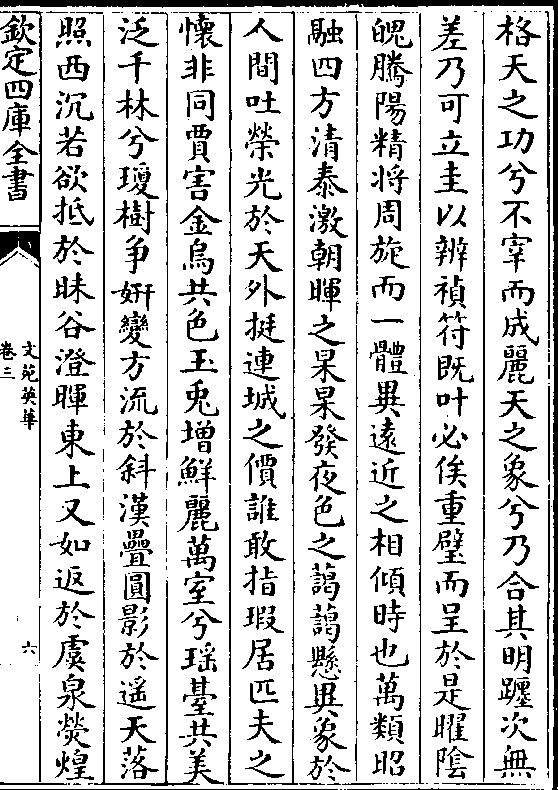 格天之功兮不宰而成麗天之象兮乃合其明躔次無
差乃可立圭以辨禎符既叶必俟重璧而呈於是曜陰
魄騰陽精将周旋而一體異遠近之相傾時也萬類昭
融四方清泰激朝暉之杲杲發夜色之藹藹懸異象於
人間吐榮光於天外挺連城之價誰敢指瑕居匹夫之
懷非同賈害金烏共色玉兎增鮮麗萬室兮瑶臺共美
泛千林兮瓊樹争妍變方流於斜漢疊圓影於遥天落
照西沉若欲抵於昧谷澄暉東上又如返於虞泉熒煌
欽定四庫全書
文苑英華
卷三
六